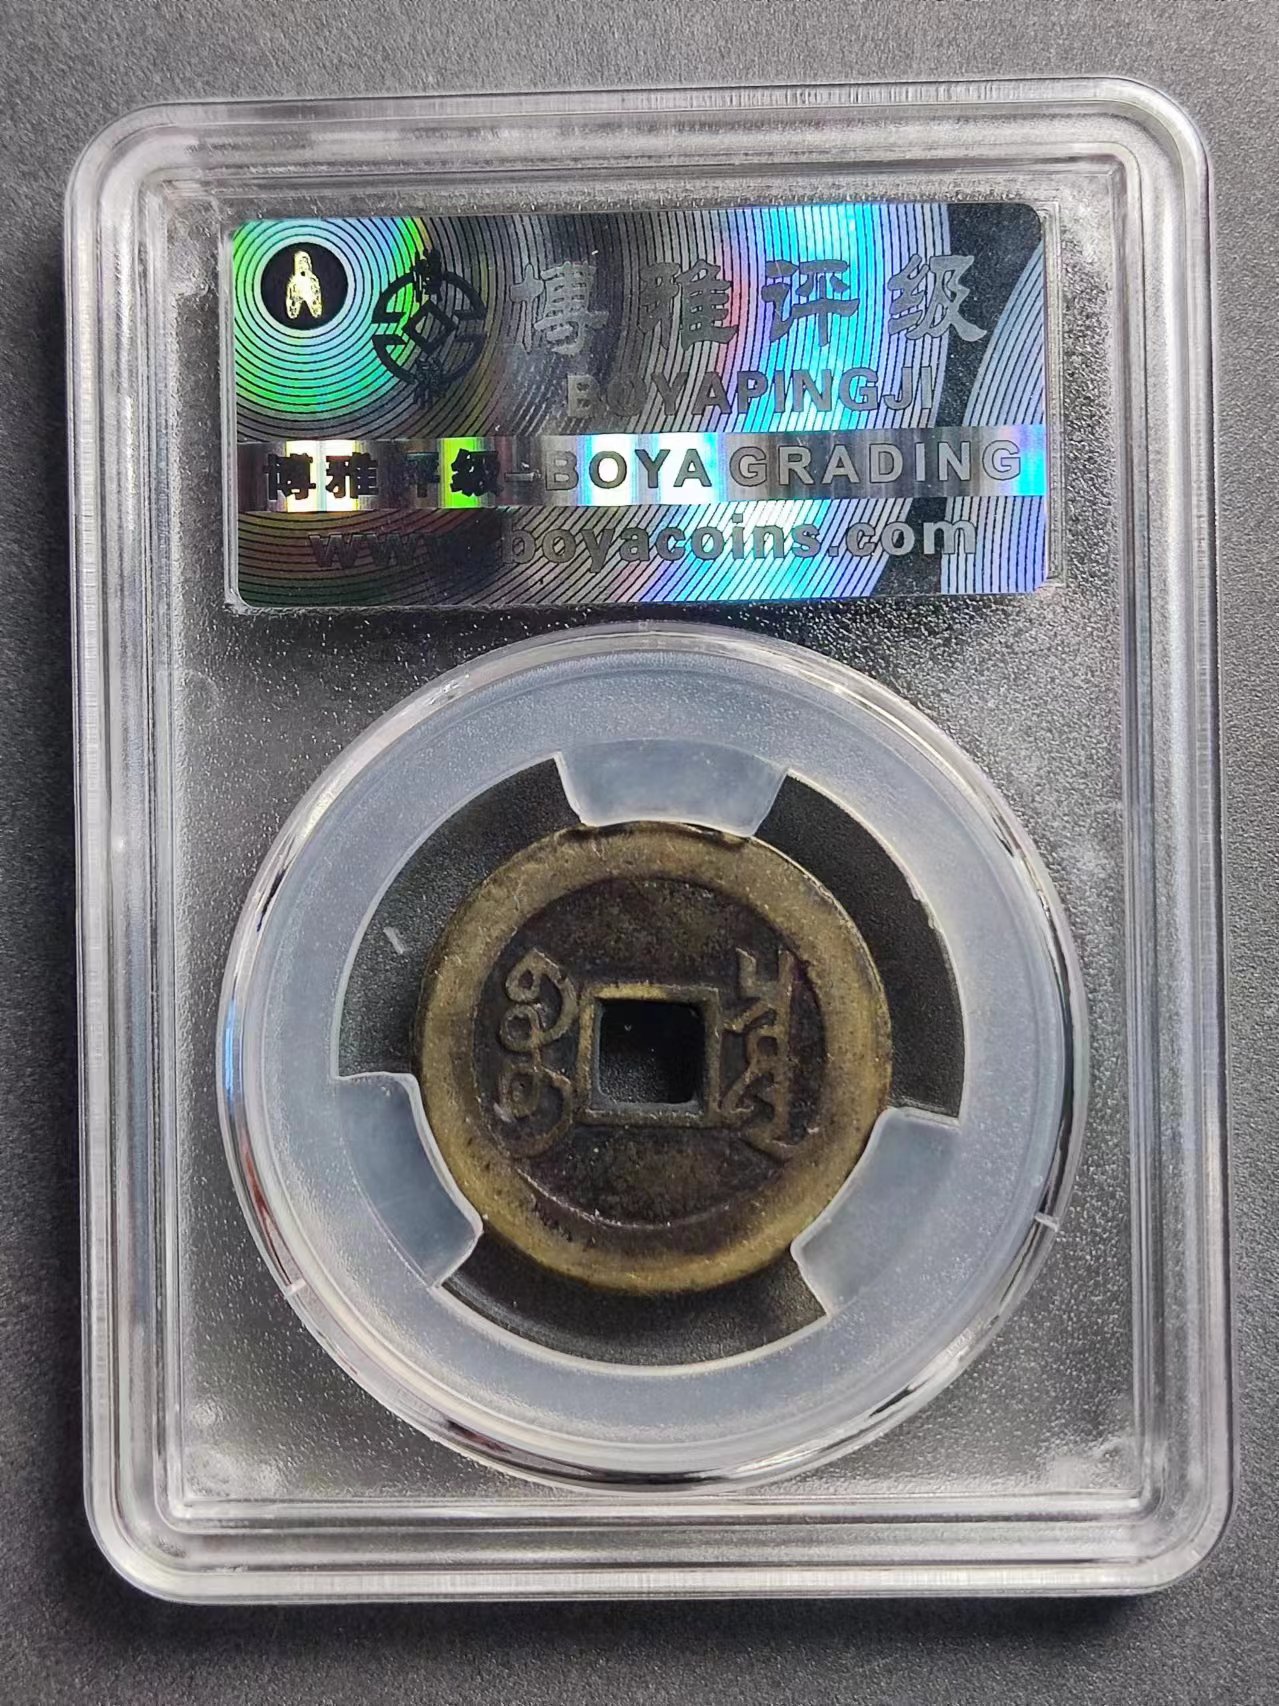 博雅评级
BOYAPINGJI
博雅评级-BOYA GRADING
www.boyacoins.com